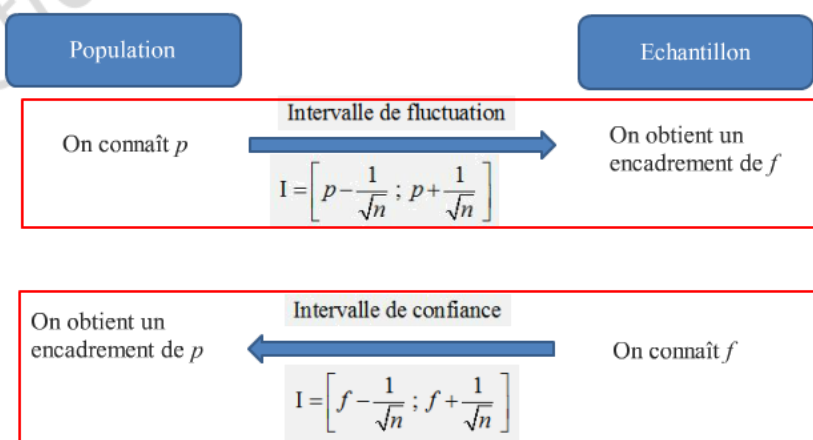 Population
Echantillon
Intervalle de fluctuation
On connaît p
On obtient un
encadrement de f
I = [ p − 1/√n ; p + 1/√n ]
Intervalle de confiance
On obtient un
encadrement de p
On connaît f
I = [ f − 1/√n ; f + 1/√n ]